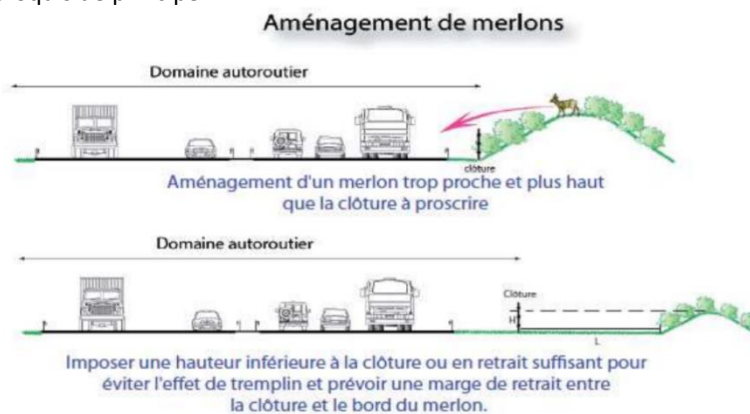 Aménagement de merlons
Domaine autoroutier
clôture
Aménagement d'un merlon trop proche et plus haut
que la clôture à proscrire
Domaine autoroutier
Clôture
H
L
Imposer une hauteur inférieure à la clôture ou en retrait suffisant pour
éviter l'effet de tremplin et prévoir une marge de retrait entre
la clôture et le bord du merlon.